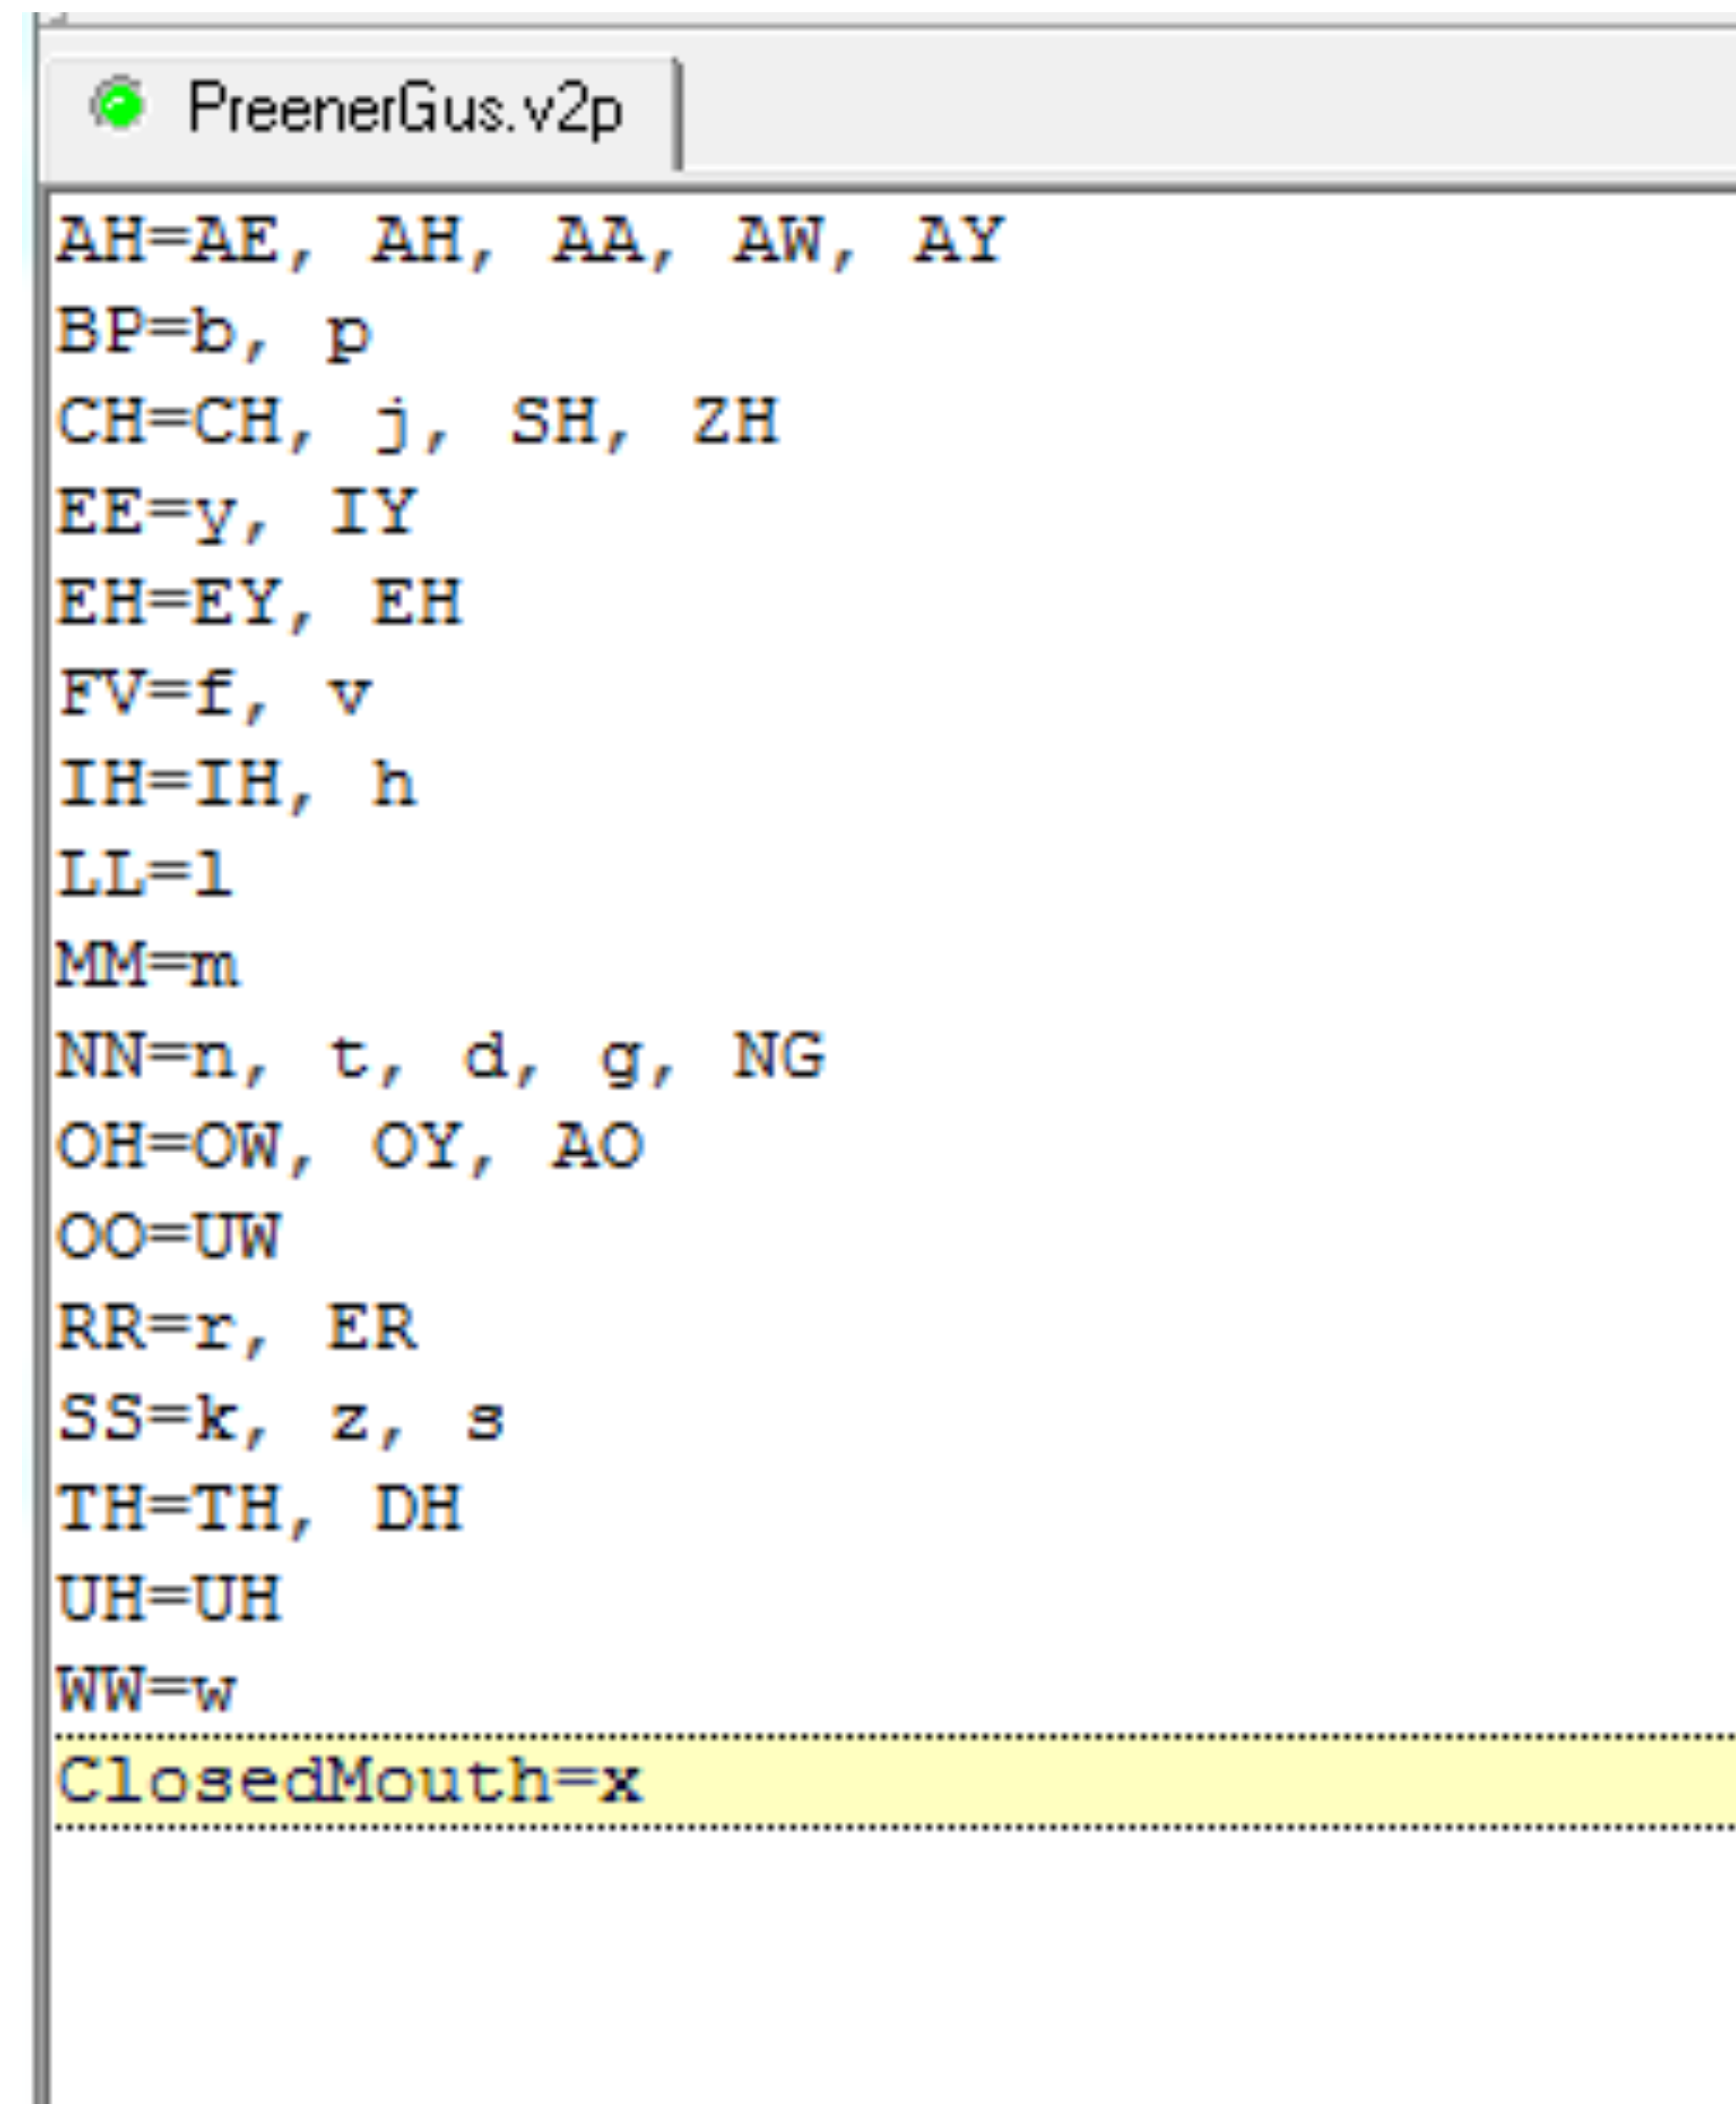 PreenerGus.v2p
AH=AE, AH, AA, AW, AY
BP=b, p
CH=CH, j, SH, ZH
EE=y, IY
EH=EY, EH
FV=f, v
IH=IH, h
LL=l
MM=m
NN=n, t, d, g, NG
OH=OW, OY, AO
OO=UW
RR=r, ER
SS=k, z, s
TH=TH, DH
UH=UH
WW=w
ClosedMouth=x